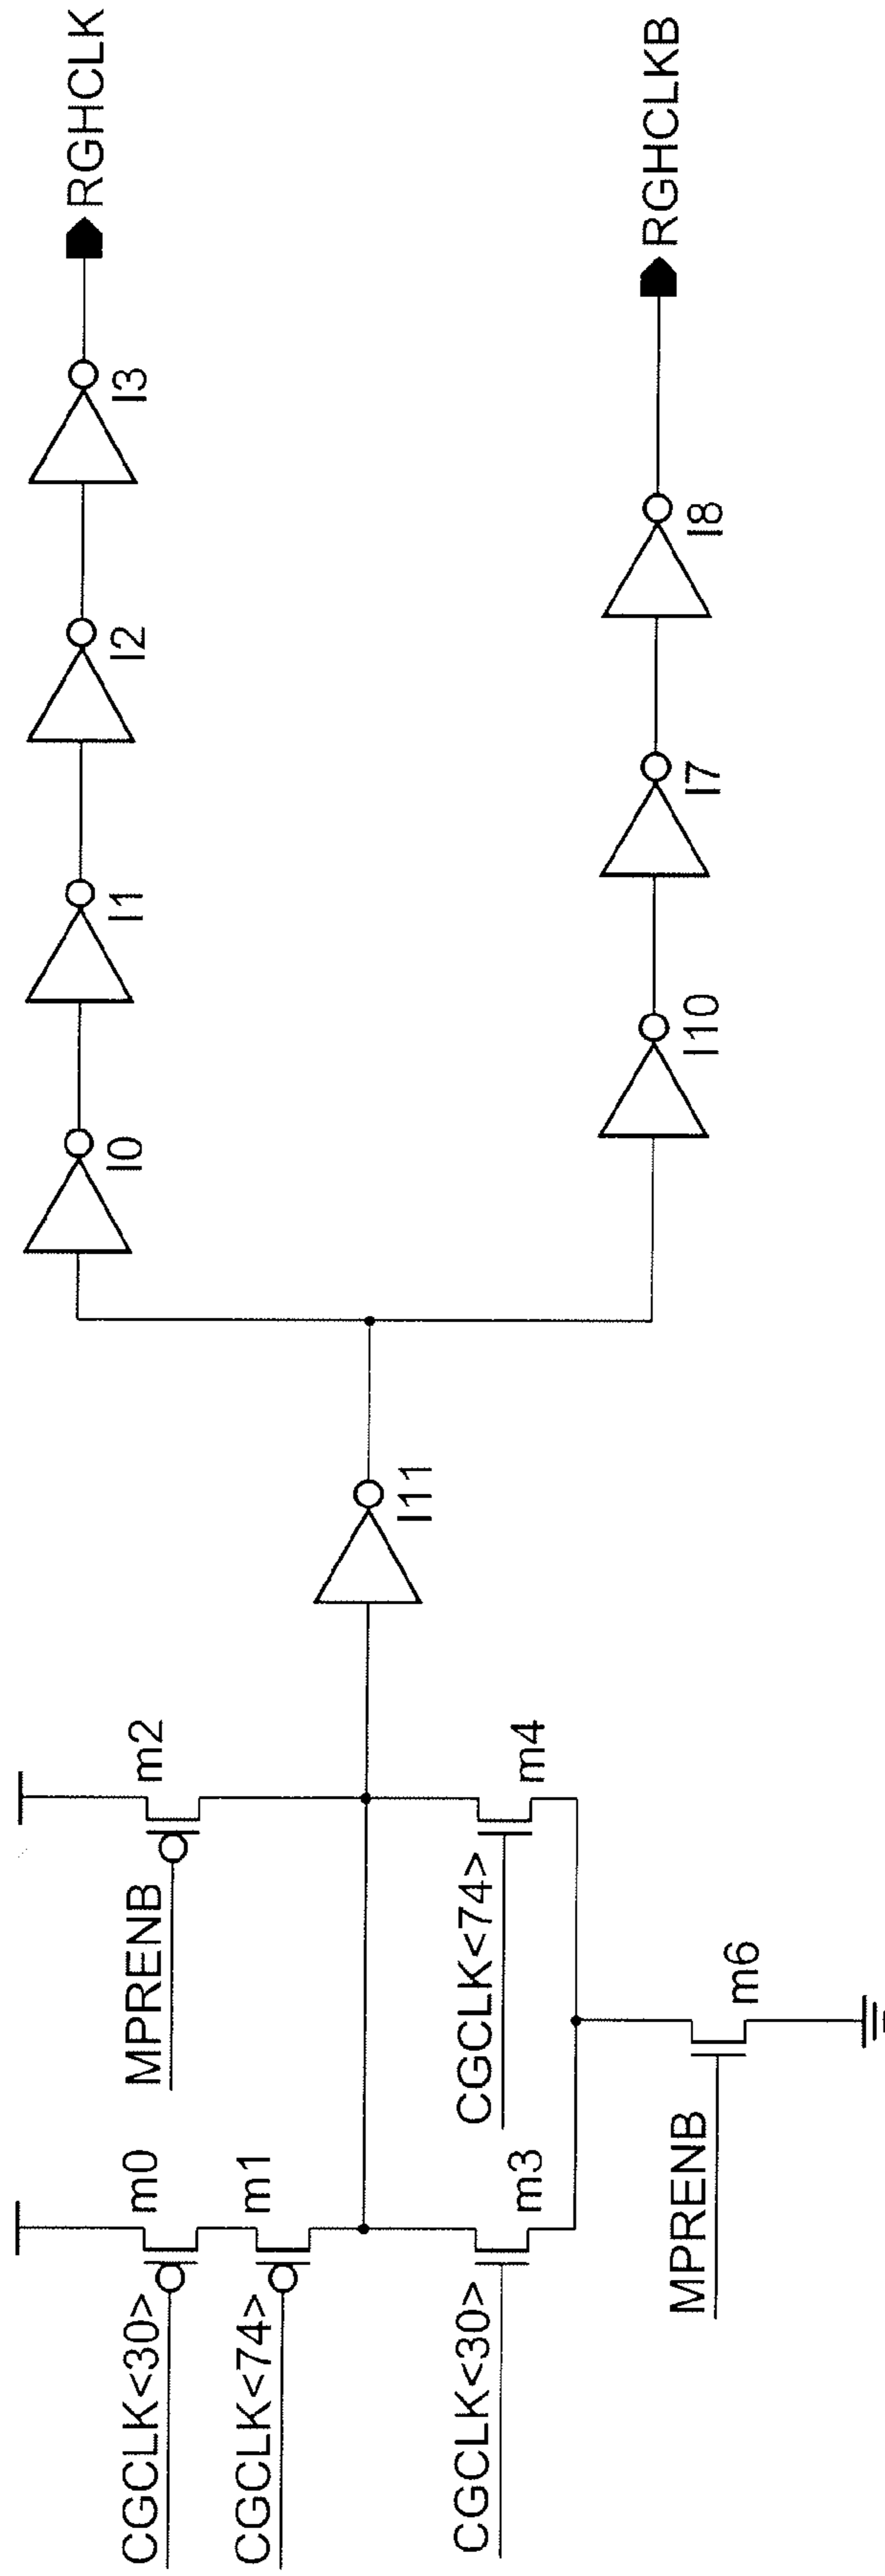 CGCLK<30>
m0
CGCLK<74>
m1
MPRENB
m2
CGCLK<30>
m3
CGCLK<74>
m4
MPRENB
m6
I11
I0
I1
I2
I3
RGHCLK
I10
I7
I8
RGHCLKB